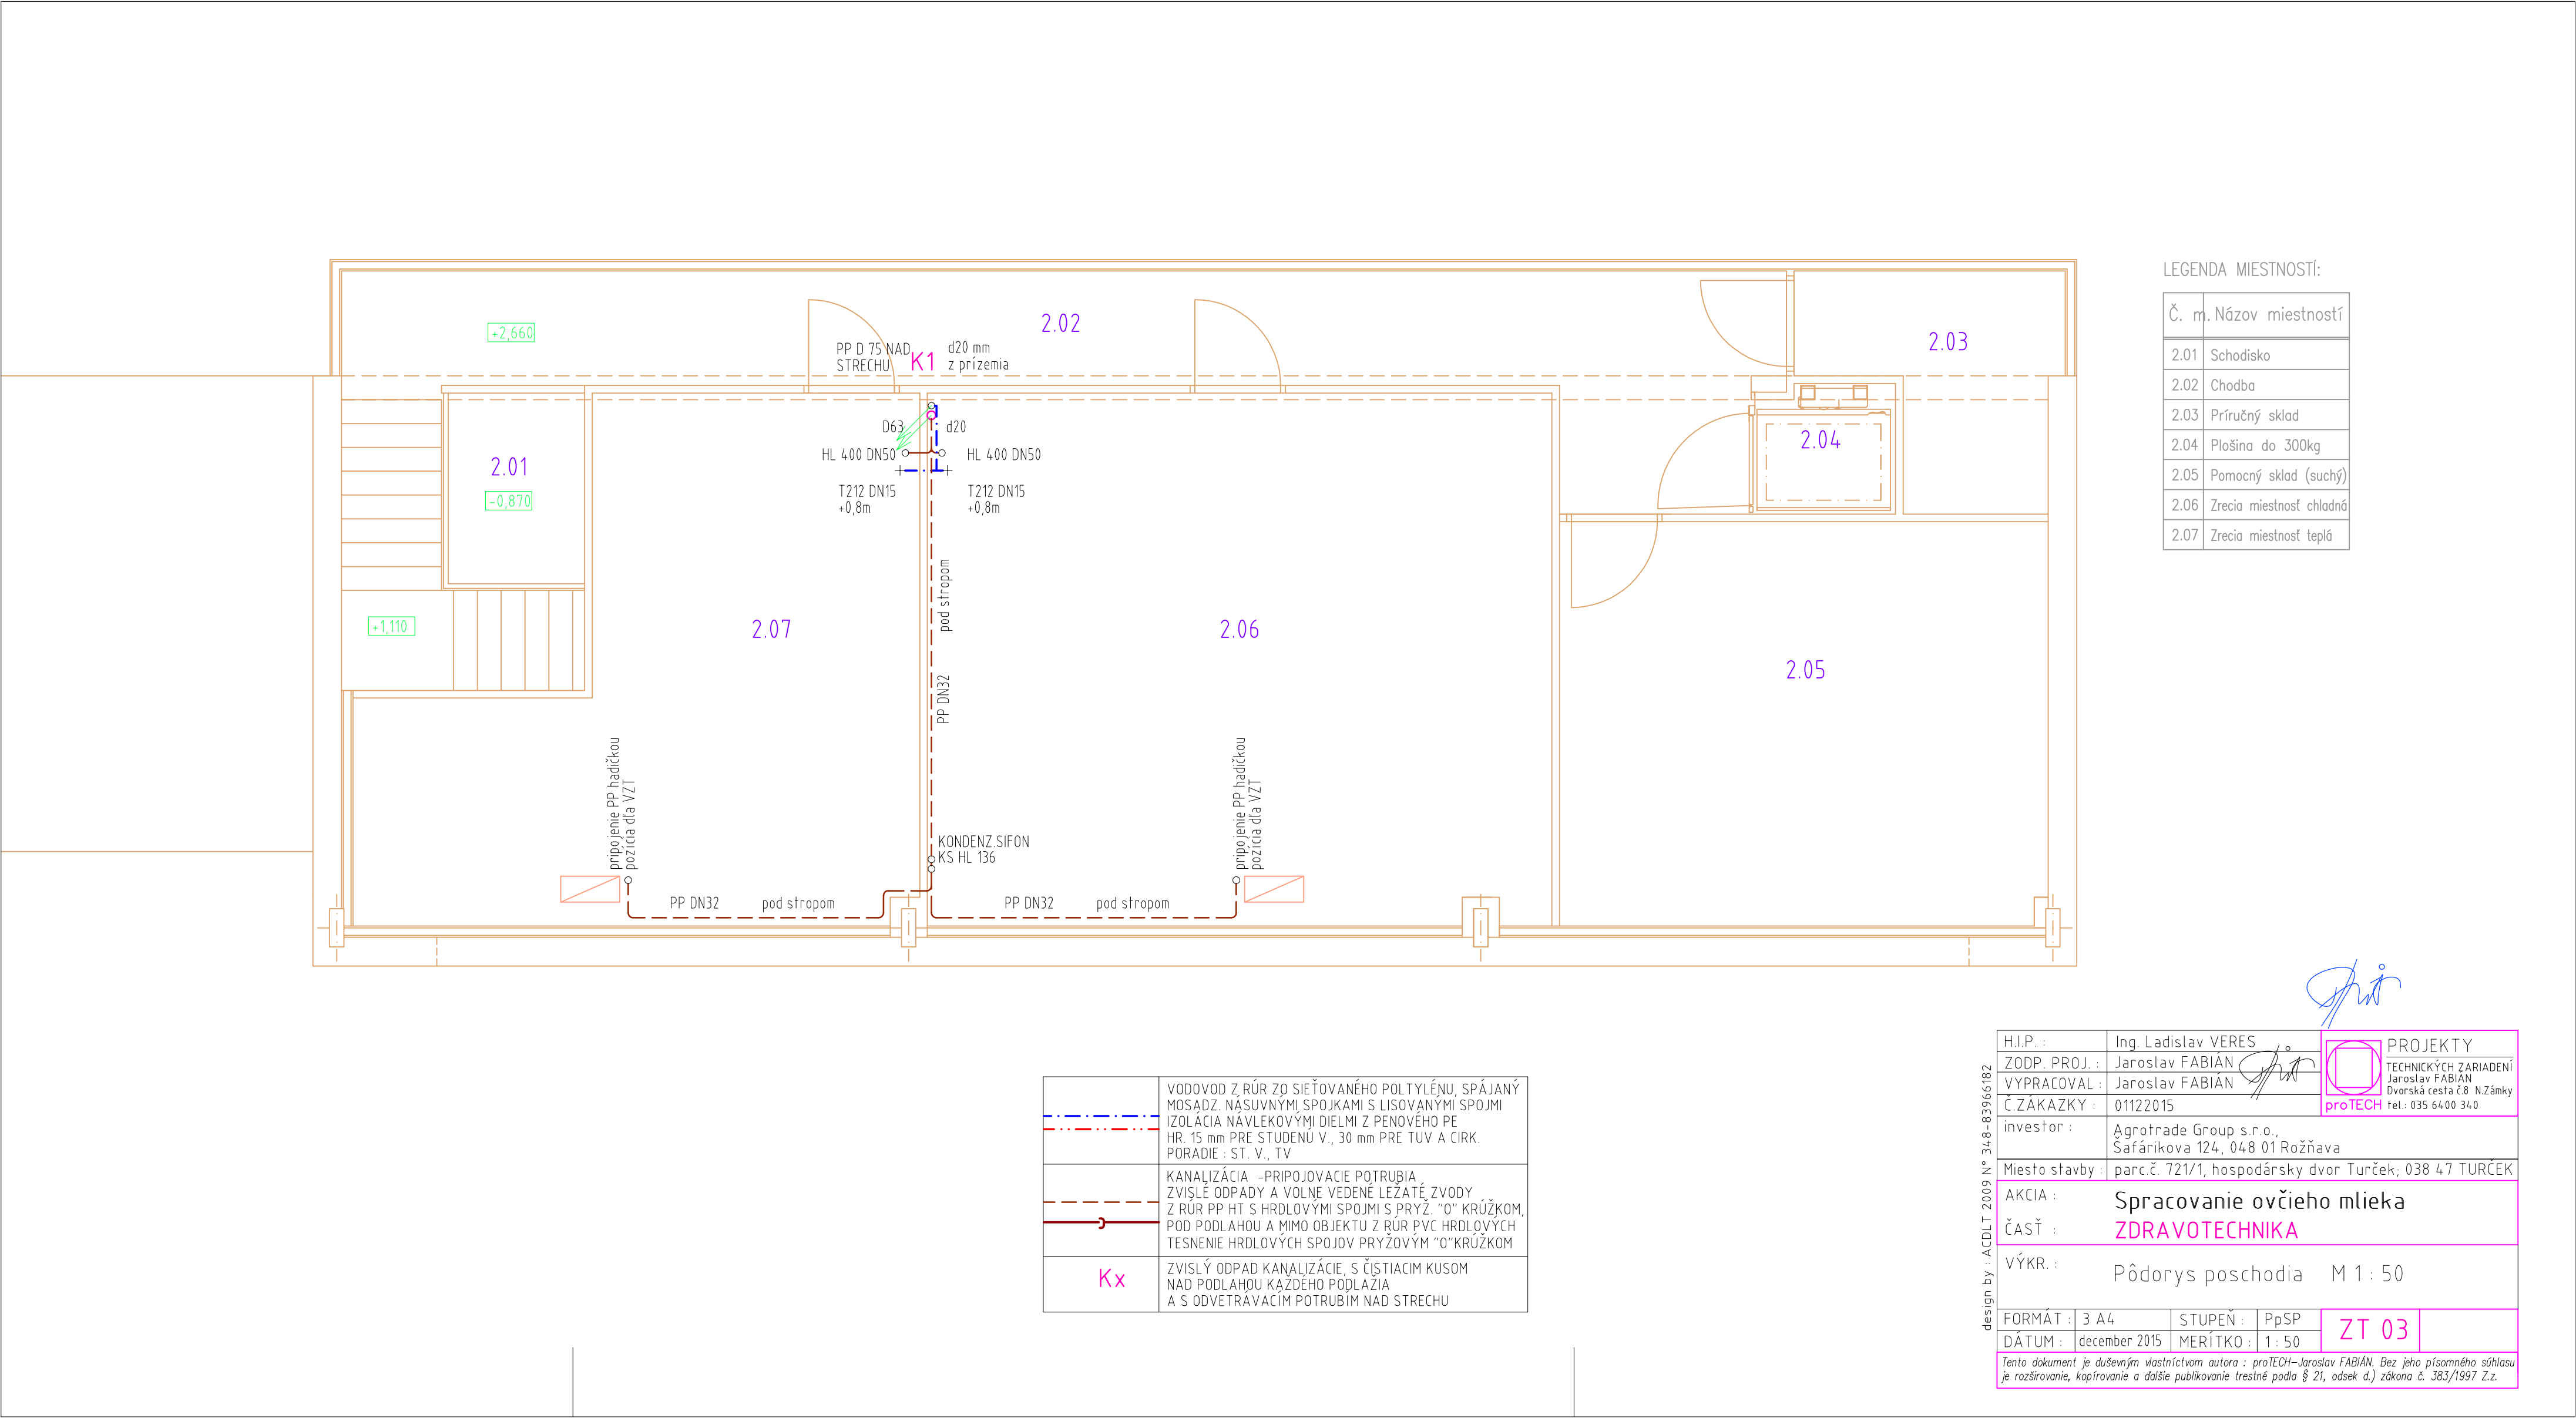 LEGENDA MIESTNOSTÍ:
Č. m. Názov miestností
2.01 Schodisko
2.02 Chodba
2.03 Príručný sklad
2.04 Plošina do 300kg
2.05 Pomocný sklad (suchý)
2.06 Zrecia miestnosť chladná
2.07 Zrecia miestnosť teplá
+2,660
2.02
2.03
PP D 75 NAD
STRECHU
K1
d20 mm
z prízemia
D63
d20
2.04
HL 400 DN50
HL 400 DN50
2.01
-0,870
T212 DN15
+0,8m
T212 DN15
+0,8m
+1,110
2.07
pod stropom
2.06
2.05
PP DN32
pripojenie PP hadičkou
pozícia dľa VZT
pripojenie PP hadičkou
pozícia dľa VZT
KONDENZ.SIFON
KS HL 136
PP DN32
pod stropom
PP DN32
pod stropom
VODOVOD Z RÚR ZO SIEŤOVANÉHO POLTYLÉNU, SPÁJANÝ
MOSADZ. NÁSUVNÝMI SPOJKAMI S LISOVANÝMI SPOJMI
IZOLÁCIA NÁVLEKOVÝMI DIELMI Z PENOVÉHO PE
HR. 15 mm PRE STUDENÚ V., 30 mm PRE TUV A CIRK.
PORADIE : ST. V., TV
KANALIZÁCIA -PRIPOJOVACIE POTRUBIA
ZVISLÉ ODPADY A VOLNE VEDENÉ LEŽATÉ ZVODY
Z RÚR PP HT S HRDLOVÝMI SPOJMI S PRYŽ. "O" KRÚŽKOM,
POD PODLAHOU A MIMO OBJEKTU Z RÚR PVC HRDLOVÝCH
TESNENIE HRDLOVÝCH SPOJOV PRYŽOVÝM "O"KRÚŽKOM
Kx
ZVISLÝ ODPAD KANALIZÁCIE, S ČISTIACIM KUSOM
NAD PODLAHOU KAŽDÉHO PODLAŽIA
A S ODVETRÁVACÍM POTRUBÍM NAD STRECHU
design by : ACDLT 2009 N° 348-83966182
H.I.P. : Ing. Ladislav VERES
ZODP. PROJ. : Jaroslav FABIÁN
VYPRACOVAL : Jaroslav FABIÁN
Č.ZÁKAZKY : 01122015
PROJEKTY
TECHNICKÝCH ZARIADENÍ
Jaroslav FABIÁN
Dvorská cesta č.8 N.Zámky
proTECH tel.: 035 6400 340
investor : Agrotrade Group s.r.o.,
Šafárikova 124, 048 01 Rožňava
Miesto stavby : parc.č. 721/1, hospodársky dvor Turček; 038 47 TURČEK
AKCIA : Spracovanie ovčieho mlieka
ČASŤ : ZDRAVOTECHNIKA
VÝKR. : Pôdorys poschodia M 1 : 50
FORMÁT : 3 A4 STUPEŇ : PpSP
ZT 03
DÁTUM : december 2015 MERÍTKO : 1 : 50
Tento dokument je duševným vlastníctvom autora : proTECH-Jaroslav FABIÁN. Bez jeho písomného súhlasu
je rozširovanie, kopírovanie a dalšie publikovanie trestné podla § 21, odsek d.) zákona č. 383/1997 Z.z.